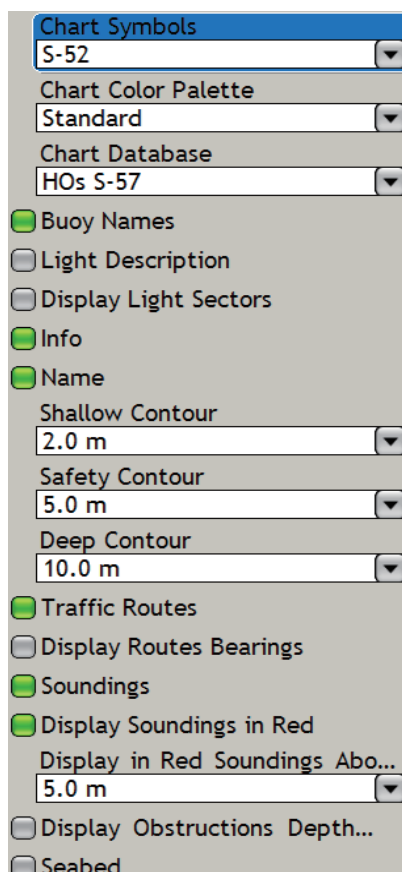 Chart Symbols
S-52
Chart Color Palette
Standard
Chart Database
HOs S-57
Buoy Names
Light Description
Display Light Sectors
Info
Name
Shallow Contour
2.0 m
Safety Contour
5.0 m
Deep Contour
10.0 m
Traffic Routes
Display Routes Bearings
Soundings
Display Soundings in Red
Display in Red Soundings Abo...
5.0 m
Display Obstructions Depth...
Seabed